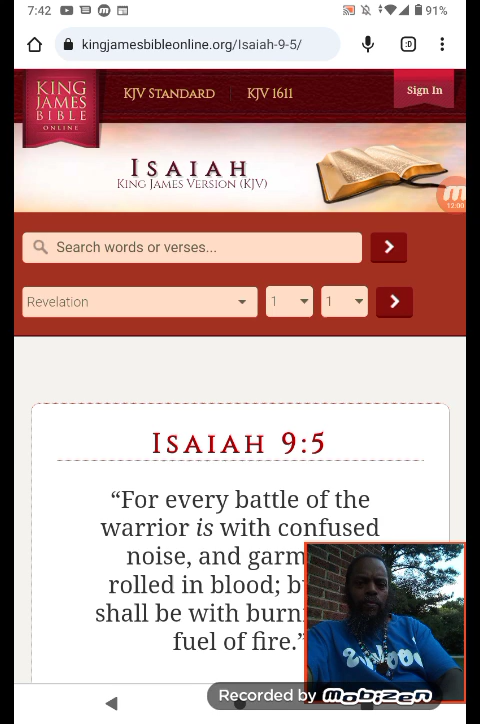 7:42 91%
kingjamesbibleonline.org/Isaiah-9-5/
KING
JAMES
BIBLE
ONLINE
KJV STANDARD KJV 1611
Sign In
ISAIAH
KING JAMES VERSION (KJV)
12:00
Search words or verses...
Revelation 1 1
ISAIAH 9:5
“For every battle of the
warrior is with confused
noise, and garm
rolled in blood; b
shall be with burni
fuel of fire.”
Recorded by Mobizen